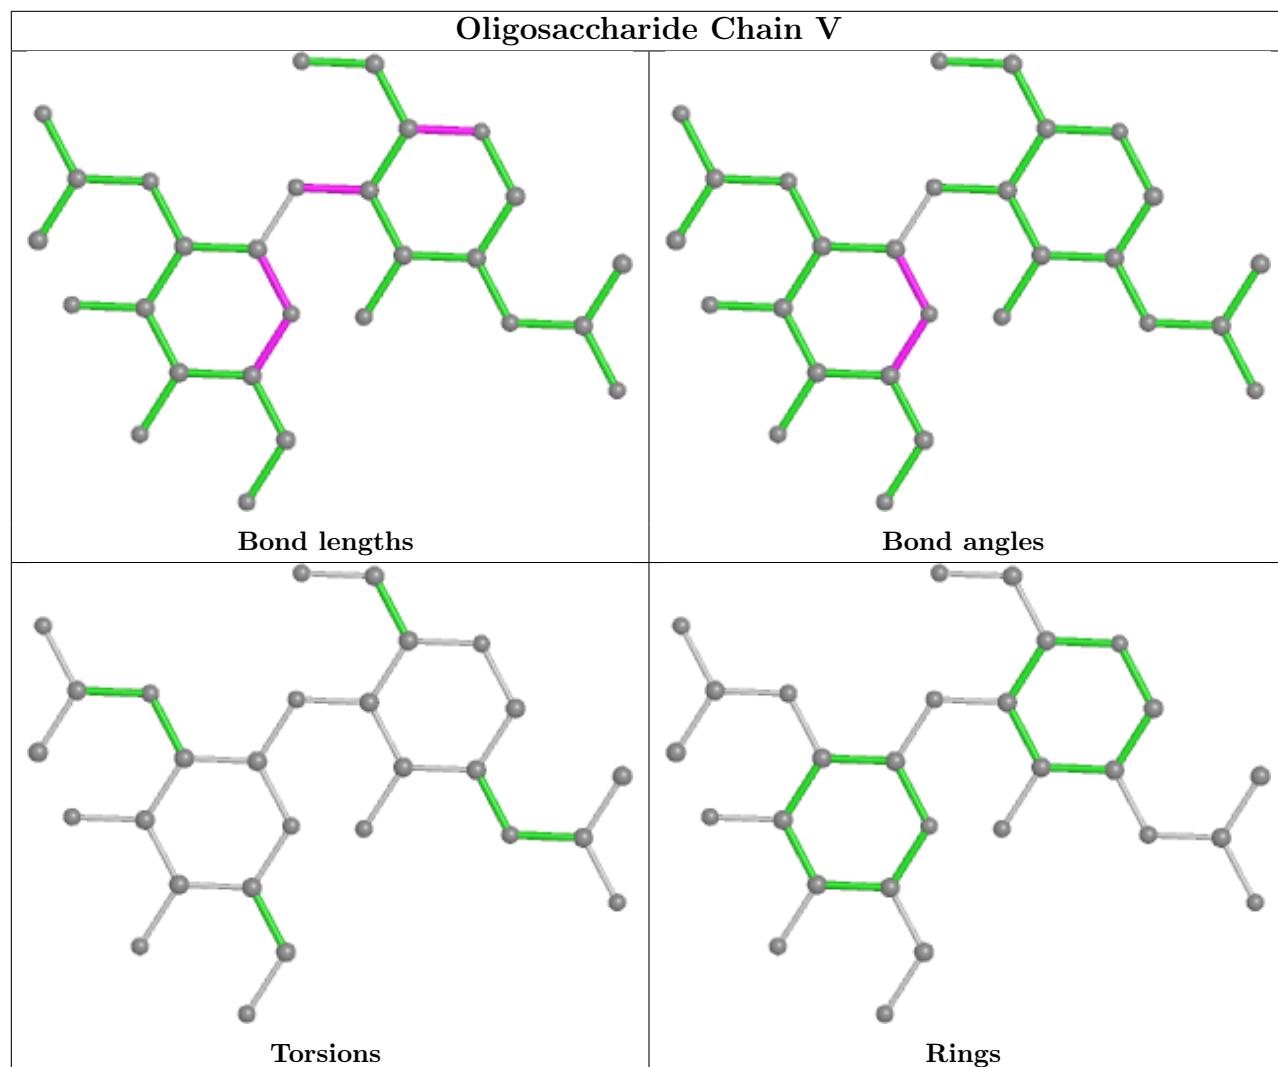 Oligosaccharide Chain V
Bond lengths
Bond angles
Torsions
Rings